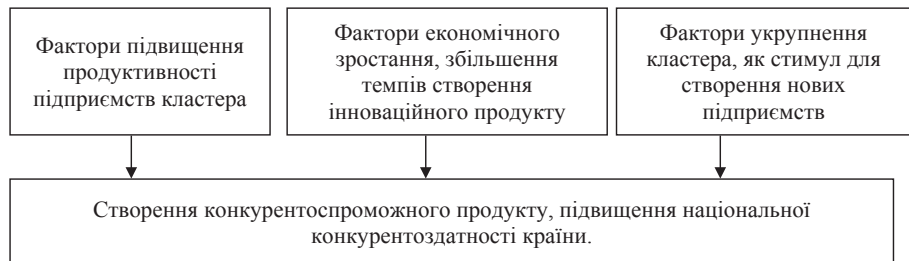 Фактори підвищення
продуктивності
підприємств кластера
Фактори економічного
зростання, збільшення
темпів створення
інноваційного продукту
Фактори укрупнення
кластера, як стимул для
створення нових
підприємств
Створення конкурентоспроможного продукту, підвищення національної
конкурентоздатності країни.